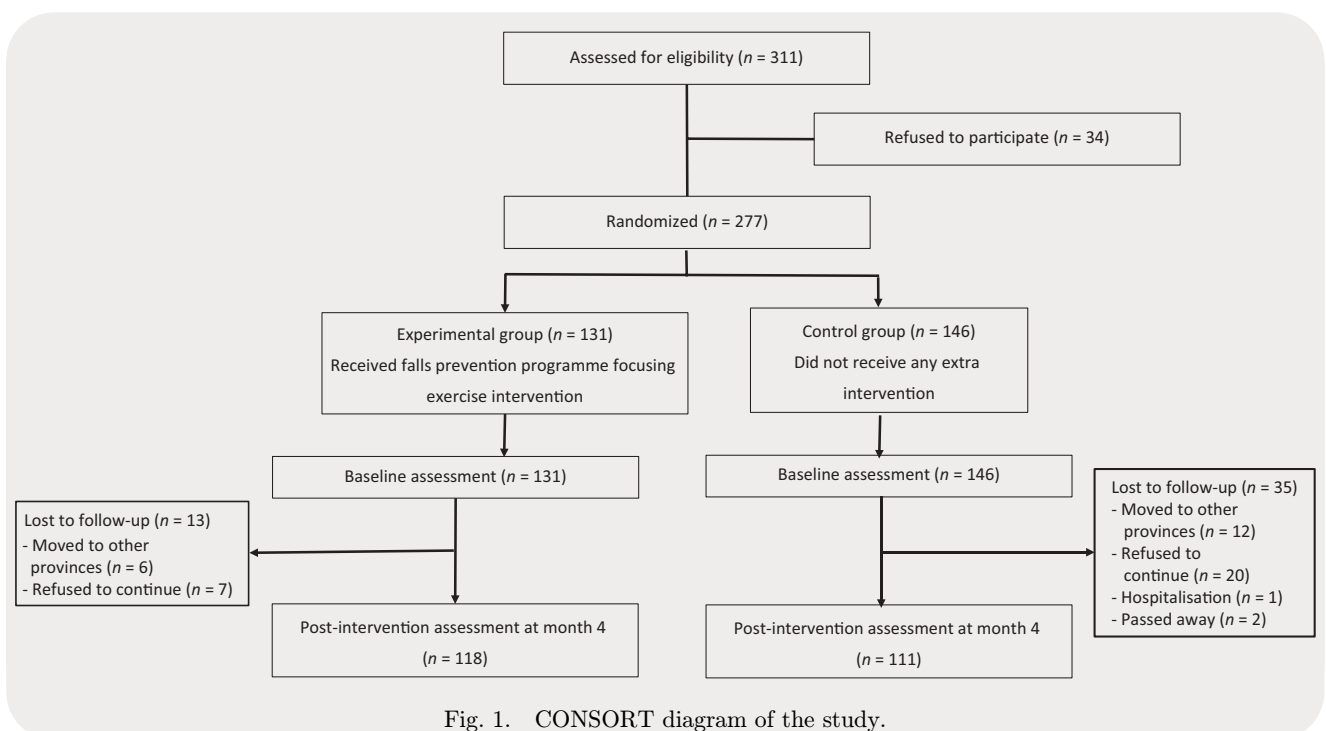 Assessed for eligibility (n = 311)
Refused to participate (n = 34)
Randomized (n = 277)
Experimental group (n = 131)
Received falls prevention programme focusing
exercise intervention
Control group (n = 146)
Did not receive any extra
intervention
Baseline assessment (n = 131)
Baseline assessment (n = 146)
Lost to follow-up (n = 13)
- Moved to other
provinces (n = 6)
- Refused to continue (n = 7)
Lost to follow-up (n = 35)
- Moved to other
provinces (n = 12)
- Refused to
continue (n = 20)
- Hospitalisation (n = 1)
- Passed away (n = 2)
Post-intervention assessment at month 4
(n = 118)
Post-intervention assessment at month 4
(n = 111)
Fig. 1. CONSORT diagram of the study.